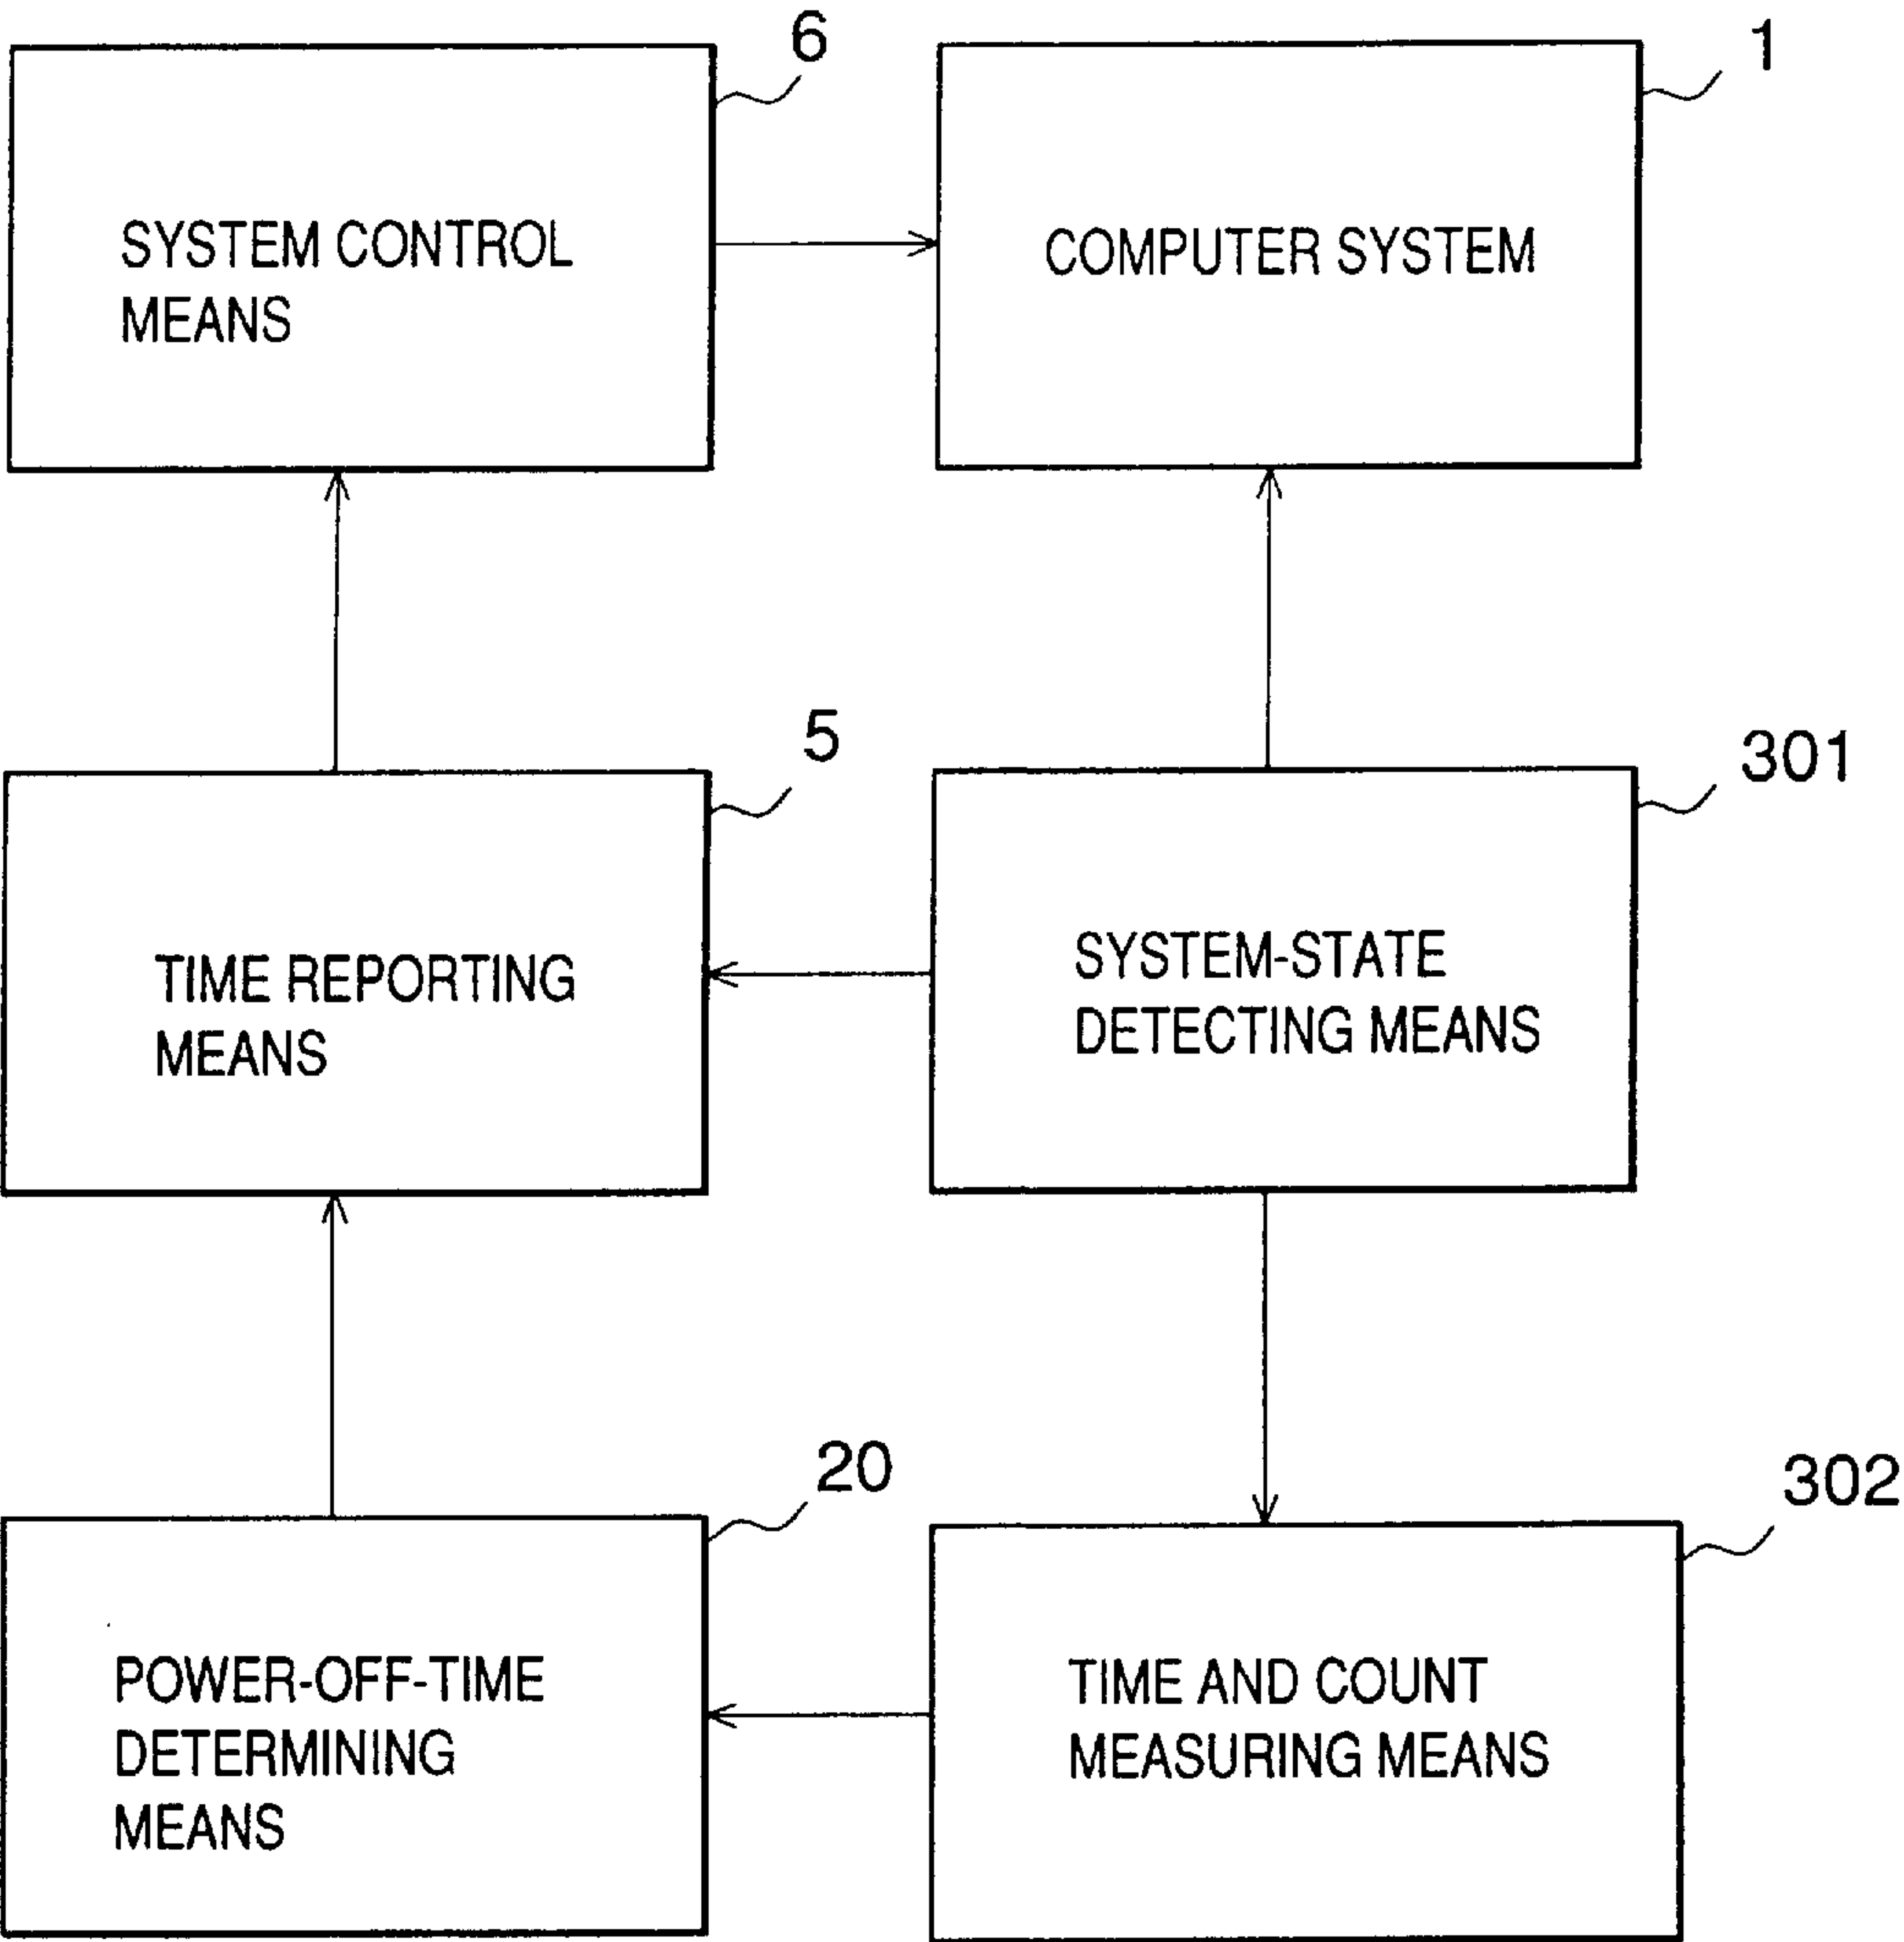 6
1
SYSTEM CONTROL
MEANS
COMPUTER SYSTEM
5
301
TIME REPORTING
MEANS
SYSTEM-STATE
DETECTING MEANS
20
302
POWER-OFF-TIME
DETERMINING
MEANS
TIME AND COUNT
MEASURING MEANS